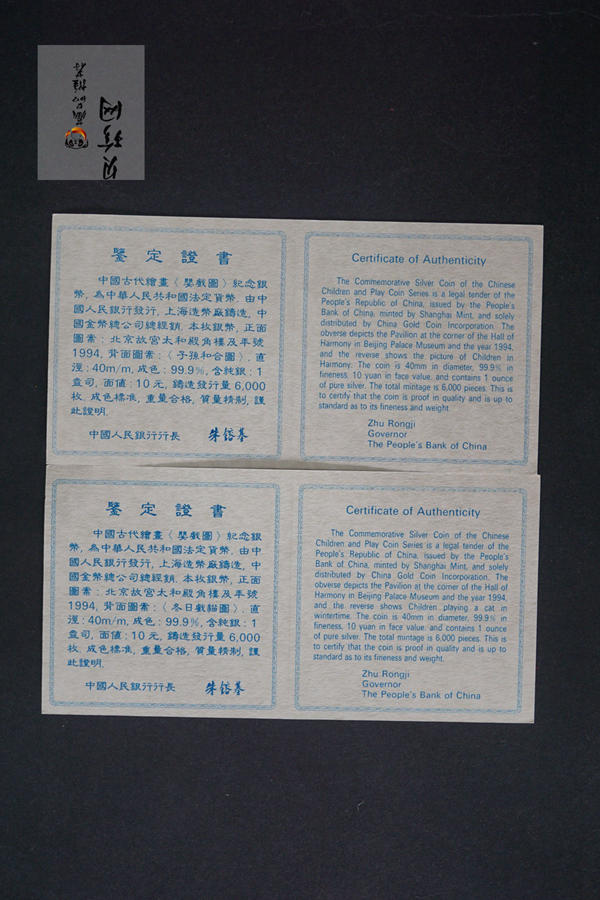 贝珍网
藏品推荐
鑒定證書
中國古代繪畫〈嬰戲圖〉紀念銀
幣，為中華人民共和國法定貨幣，由中
國人民銀行發行，上海造幣廠鑄造，中
國金幣總公司總經銷．本枚銀幣，正面
圖案：北京故宮太和殿角樓及年號
1994，背面圖案：〈子孫和合圖〉，直
徑：40m/m，成色：99.9%，含純銀：1
盎司，面值：10元，鑄造發行量6,000
枚．成色標准，重量合格，質量精制，謹
此證明．
中國人民銀行行長 朱鎔基
Certificate of Authenticity
The Commemorative Silver Coin of the Chinese
Children and Play Coin Series is a legal tender of the
People's Republic of China, issued by the People's
Bank of China, minted by Shanghai Mint, and solely
distributed by China Gold Coin Incorporation. The
obverse depicts the Pavilion at the corner of the Hall of
Harmony in Beijing Palace Museum and the year 1994,
and the reverse shows the picture of Children in
Harmony. The coin is 40mm in diameter, 99.9% in
fineness, 10 yuan in face value, and contains 1 ounce
of pure silver. The total mintage is 6,000 pieces. This is
to certify that the coin is proof in quality and is up to
standard as to its fineness and weight.
Zhu Rongji
Governor
The People's Bank of China
鑒定證書
中國古代繪畫〈嬰戲圖〉紀念銀
幣，為中華人民共和國法定貨幣，由中
國人民銀行發行，上海造幣廠鑄造，中
國金幣總公司總經銷．本枚銀幣，正面
圖案：北京故宮太和殿角樓及年號
1994，背面圖案：〈冬日戲貓圖〉．直
徑：40m/m，成色：99.9%，含純銀：1
盎司，面值：10元，鑄造發行量6,000
枚．成色標准，重量合格，質量精制，謹
此證明．
中國人民銀行行長 朱鎔基
Certificate of Authenticity
The Commemorative Silver Coin of the Chinese
Children and Play Coin Series is a legal tender of the
People's Republic of China, issued by the People's
Bank of China, minted by Shanghai Mint, and solely
distributed by China Gold Coin Incorporation. The
obverse depicts the Pavilion at the corner of the Hall of
Harmony in Beijing Palace Museum and the year 1994,
and the reverse shows Children playing a cat in
wintertime. The coin is 40mm in diameter, 99.9% in
fineness, 10 yuan in face value, and contains 1 ounce
of pure silver. The total mintage is 6,000 pieces. This is
to certify that the coin is proof in quality and is up to
standard as to its fineness and weight.
Zhu Rongji
Governor
The People's Bank of China